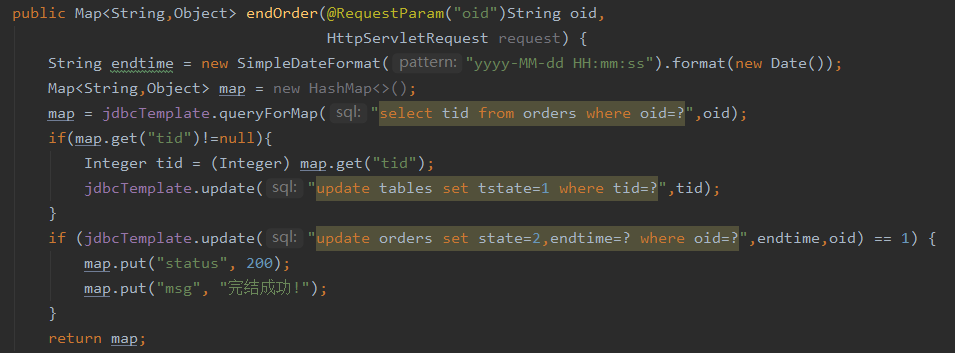 public Map<String,Object> endOrder(@RequestParam("oid")String oid,
HttpServletRequest request) {
String endtime = new SimpleDateFormat( pattern: "yyyy-MM-dd HH:mm:ss").format(new Date());
Map<String,Object> map = new HashMap<>();
map = jdbcTemplate.queryForMap( sql: "select tid from orders where oid=?",oid);
if(map.get("tid")!=null){
Integer tid = (Integer) map.get("tid");
jdbcTemplate.update( sql: "update tables set tstate=1 where tid=?",tid);
}
if (jdbcTemplate.update( sql: "update orders set state=2,endtime=? where oid=?",endtime,oid) == 1) {
map.put("status", 200);
map.put("msg", "完结成功!");
}
return map;